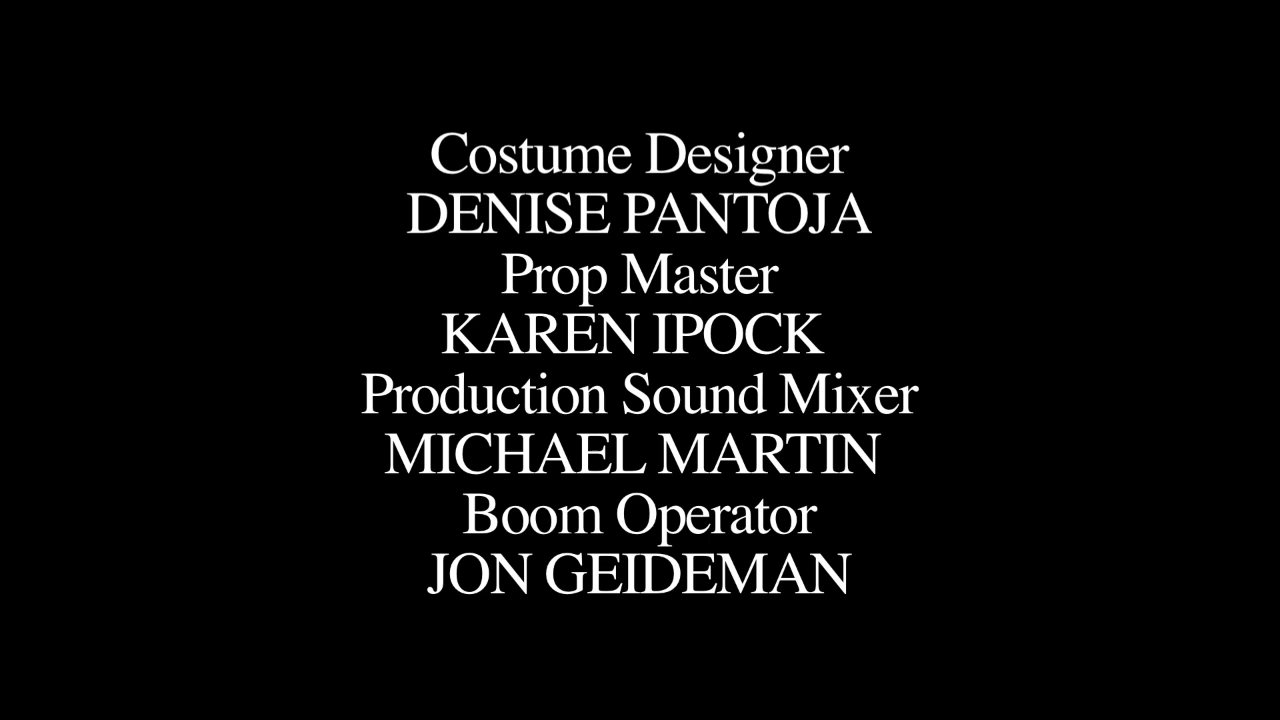 Costume Designer
DENISE PANTOJA
Prop Master
KAREN IPOCK
Production Sound Mixer
MICHAEL MARTIN
Boom Operator
JON GEIDEMAN